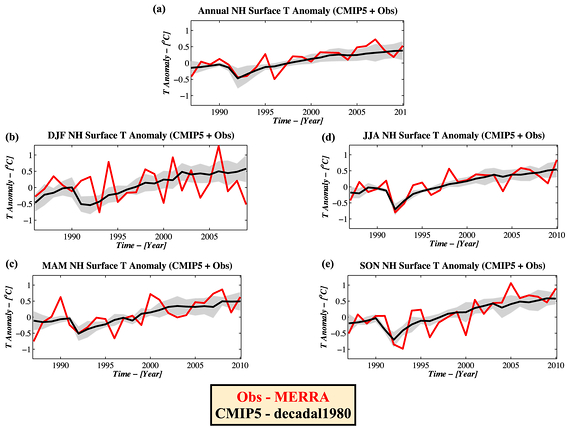 (a) Annual NH Surface T Anomaly (CMIP5 + Obs)
T Anomaly – [°C]
1
0.5
0
−0.5
−1
1990 1995 2000 2005 2010
Time – [Year]
(b) DJF NH Surface T Anomaly (CMIP5 + Obs)
T Anomaly – [°C]
1
0.5
0
−0.5
−1
1990 1995 2000 2005
Time – [Year]
(d) JJA NH Surface T Anomaly (CMIP5 + Obs)
T Anomaly – [°C]
1
0.5
0
−0.5
−1
1990 1995 2000 2005 2010
Time – [Year]
(c) MAM NH Surface T Anomaly (CMIP5 + Obs)
T Anomaly – [°C]
1
0.5
0
−0.5
−1
1990 1995 2000 2005 2010
Time – [Year]
(e) SON NH Surface T Anomaly (CMIP5 + Obs)
T Anomaly – [°C]
1
0.5
0
−0.5
−1
1990 1995 2000 2005 2010
Time – [Year]
Obs - MERRA
CMIP5 - decadal1980